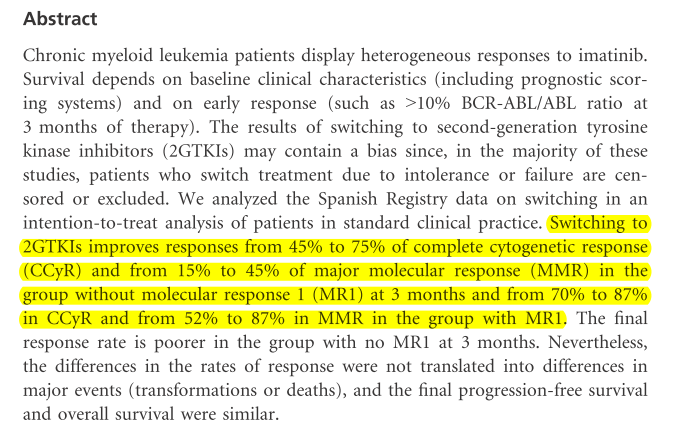 Abstract
Chronic myeloid leukemia patients display heterogeneous responses to imatinib.
Survival depends on baseline clinical characteristics (including prognostic scor-
ing systems) and on early response (such as >10% BCR-ABL/ABL ratio at
3 months of therapy). The results of switching to second-generation tyrosine
kinase inhibitors (2GTKIs) may contain a bias since, in the majority of these
studies, patients who switch treatment due to intolerance or failure are cen-
sored or excluded. We analyzed the Spanish Registry data on switching in an
intention-to-treat analysis of patients in standard clinical practice. Switching to
2GTKIs improves responses from 45% to 75% of complete cytogenetic response
(CCyR) and from 15% to 45% of major molecular response (MMR) in the
group without molecular response 1 (MR1) at 3 months and from 70% to 87%
in CCyR and from 52% to 87% in MMR in the group with MR1. The final
response rate is poorer in the group with no MR1 at 3 months. Nevertheless,
the differences in the rates of response were not translated into differences in
major events (transformations or deaths), and the final progression-free survival
and overall survival were similar.